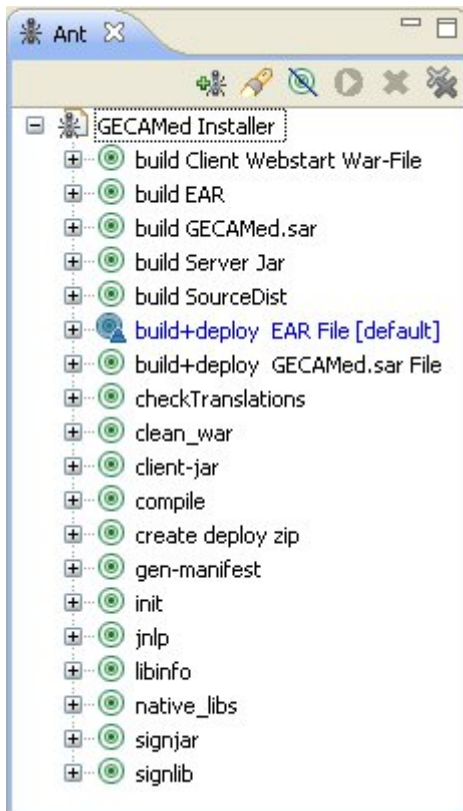 Ant
GECAMed Installer
build Client Webstart War-File
build EAR
build GECAMed.sar
build Server Jar
build SourceDist
build+deploy  EAR File [default]
build+deploy  GECAMed.sar File
checkTranslations
clean_war
client-jar
compile
create deploy zip
gen-manifest
init
jnlp
libinfo
native_libs
signjar
signlib